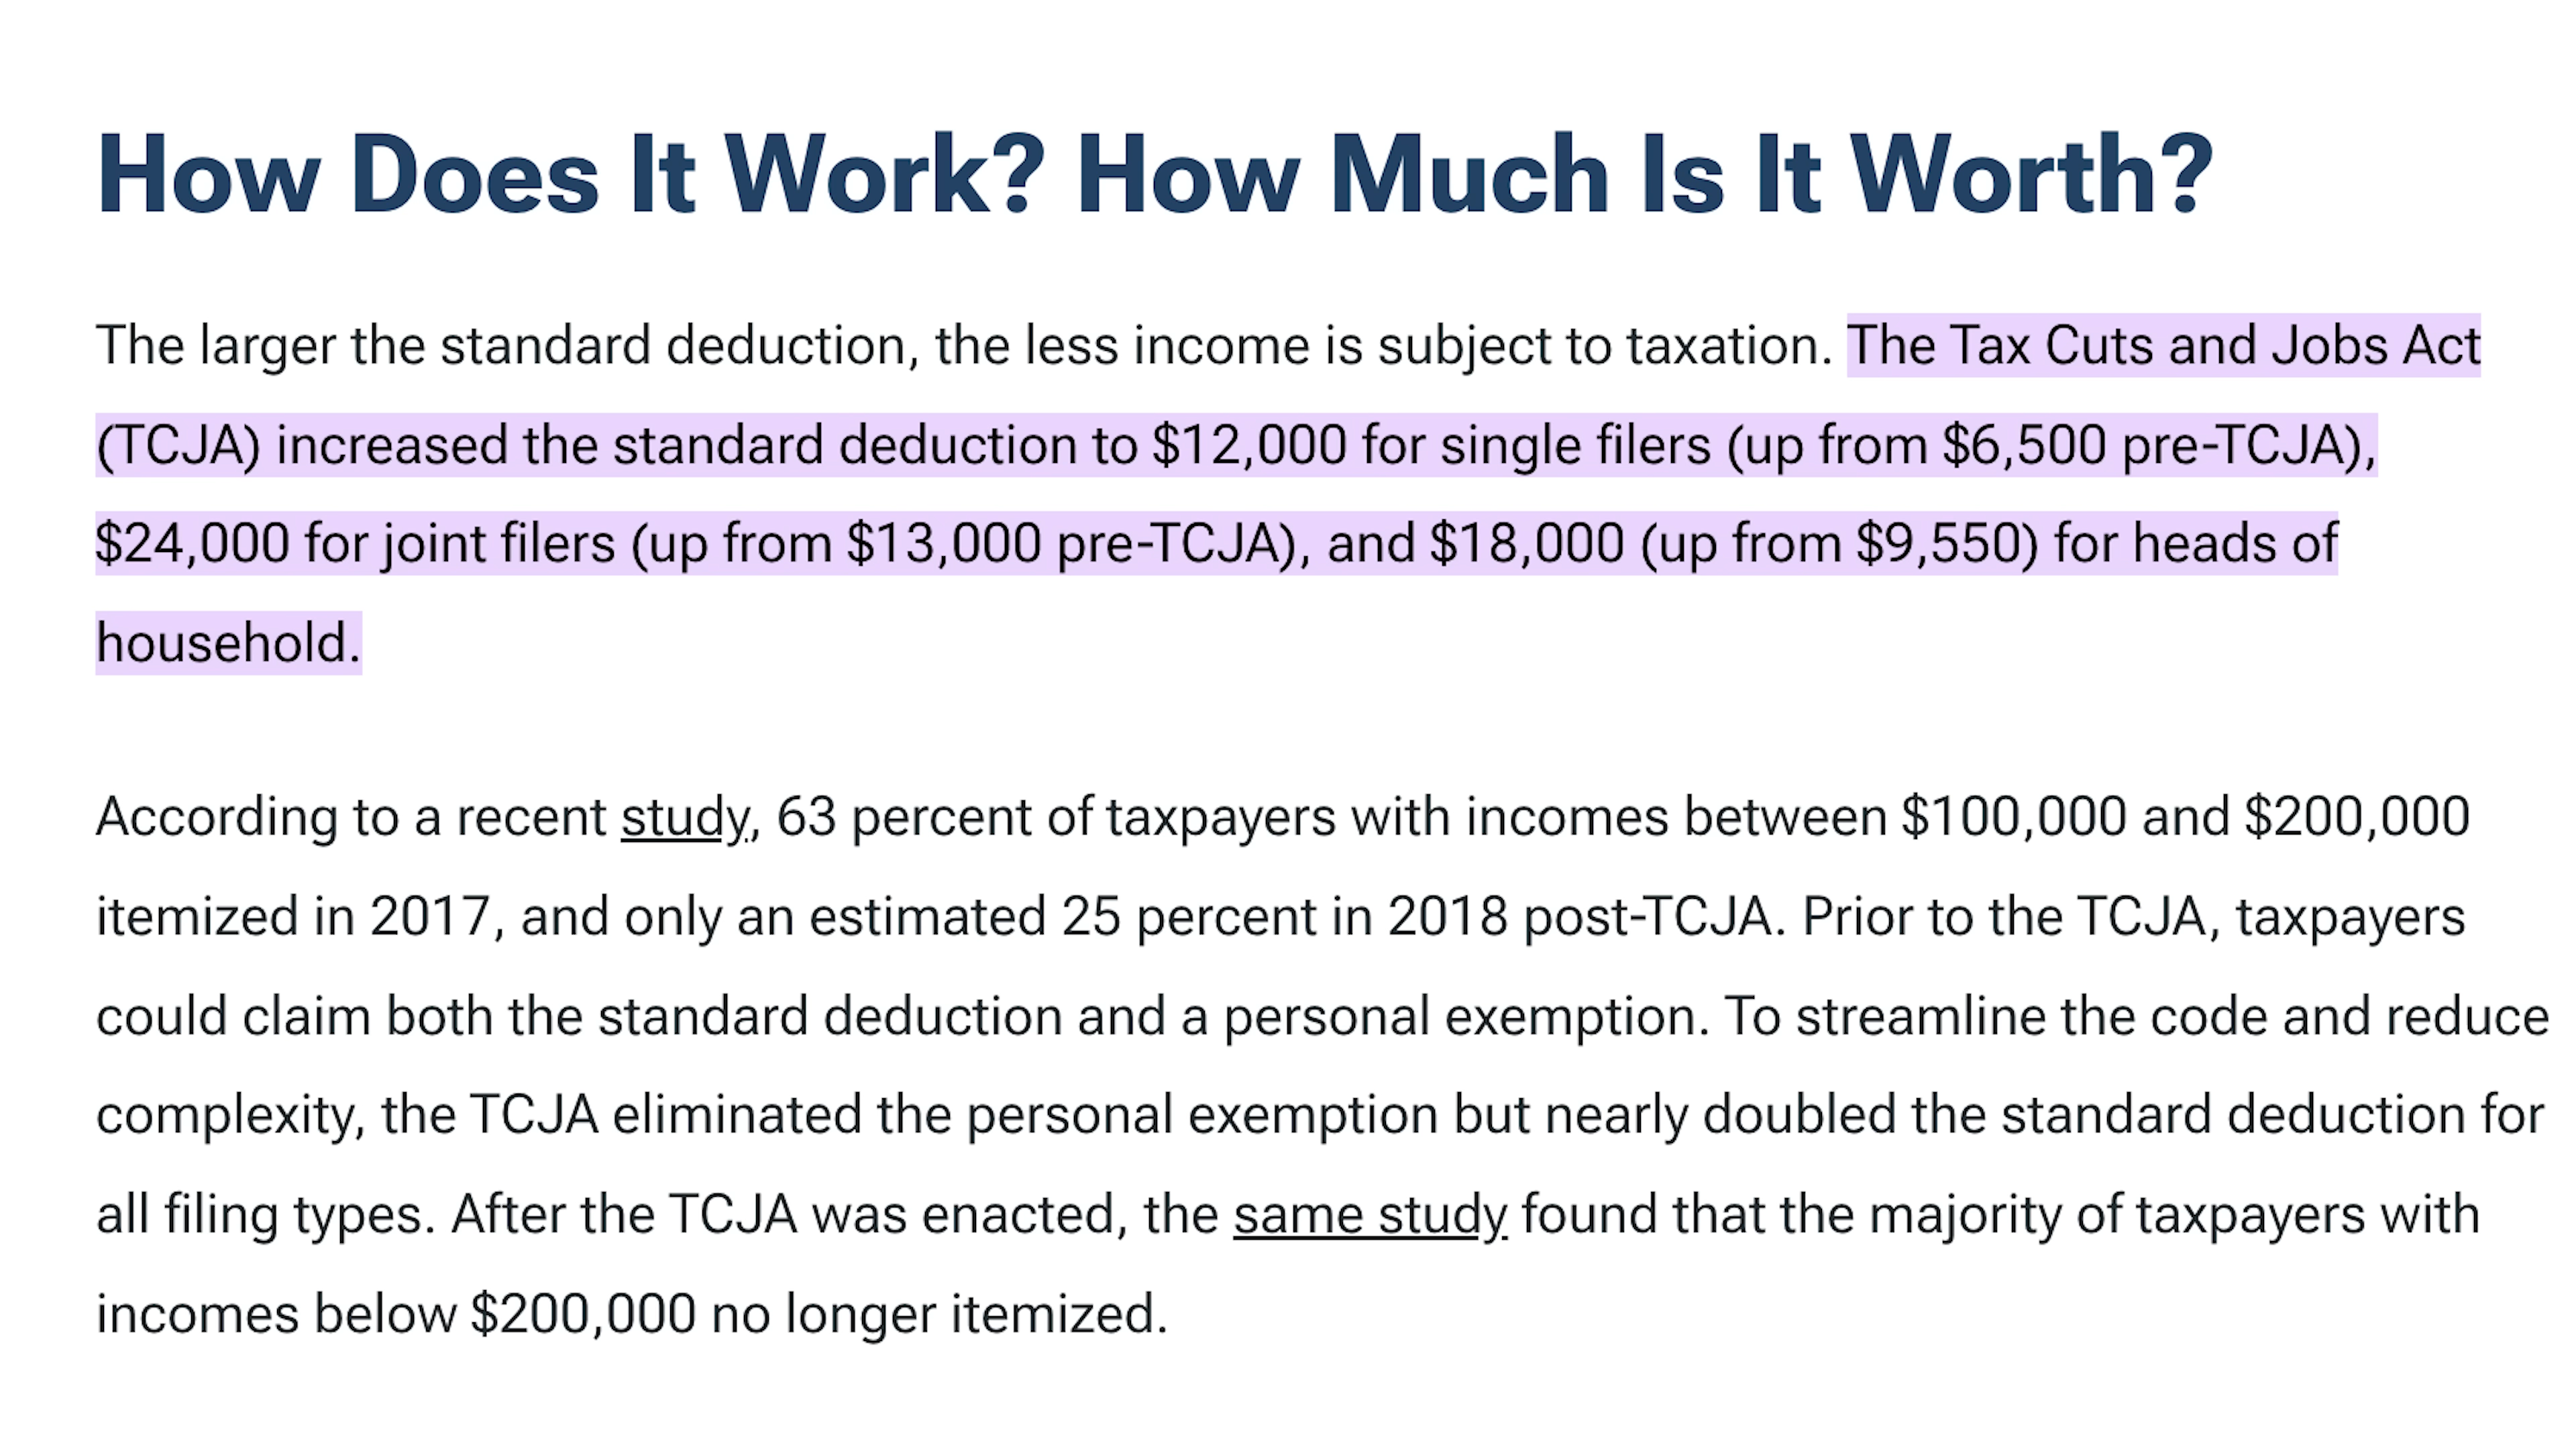 How Does It Work? How Much Is It Worth?
The larger the standard deduction, the less income is subject to taxation. The Tax Cuts and Jobs Act
(TCJA) increased the standard deduction to $12,000 for single filers (up from $6,500 pre-TCJA),
$24,000 for joint filers (up from $13,000 pre-TCJA), and $18,000 (up from $9,550) for heads of
household.
According to a recent study, 63 percent of taxpayers with incomes between $100,000 and $200,000
itemized in 2017, and only an estimated 25 percent in 2018 post-TCJA. Prior to the TCJA, taxpayers
could claim both the standard deduction and a personal exemption. To streamline the code and reduce
complexity, the TCJA eliminated the personal exemption but nearly doubled the standard deduction for
all filing types. After the TCJA was enacted, the same study found that the majority of taxpayers with
incomes below $200,000 no longer itemized.